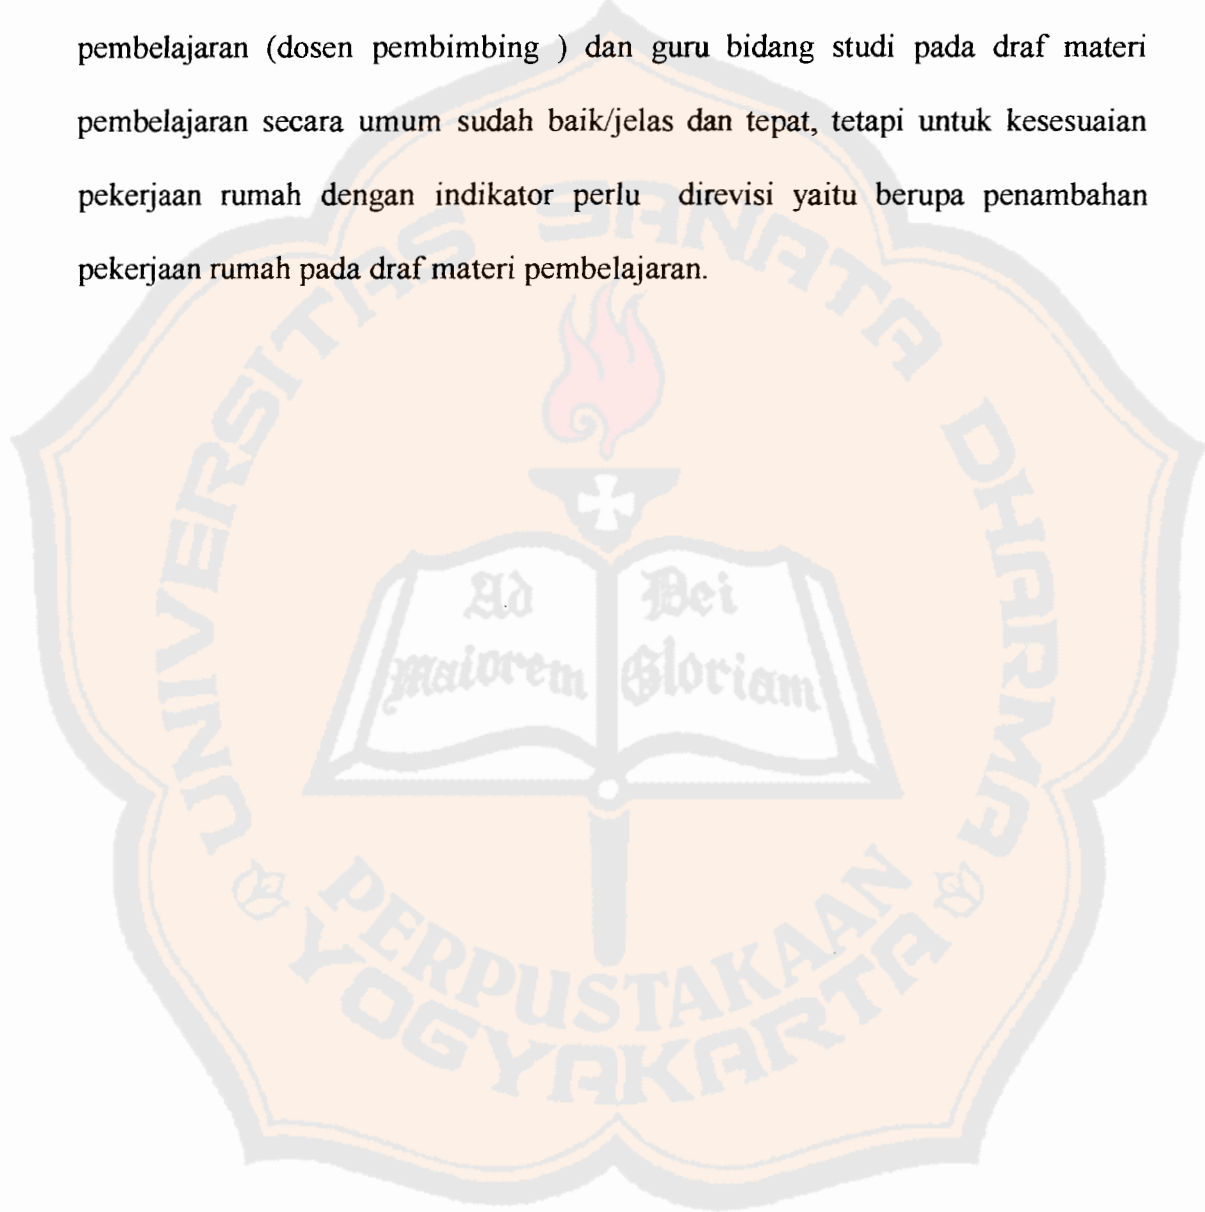 pembelajaran (dosen pembimbing ) dan guru bidang studi pada draf materi
pembelajaran secara umum sudah baik/jelas dan tepat, tetapi untuk kesesuaian
pekerjaan rumah dengan indikator perlu direvisi yaitu berupa penambahan
pekerjaan rumah pada draf materi pembelajaran.
UNIVERSITAS SANATA DHARMA
Ad Dei
Maiorem Gloriam
PERPUSTAKAAN
YOGYAKARTA